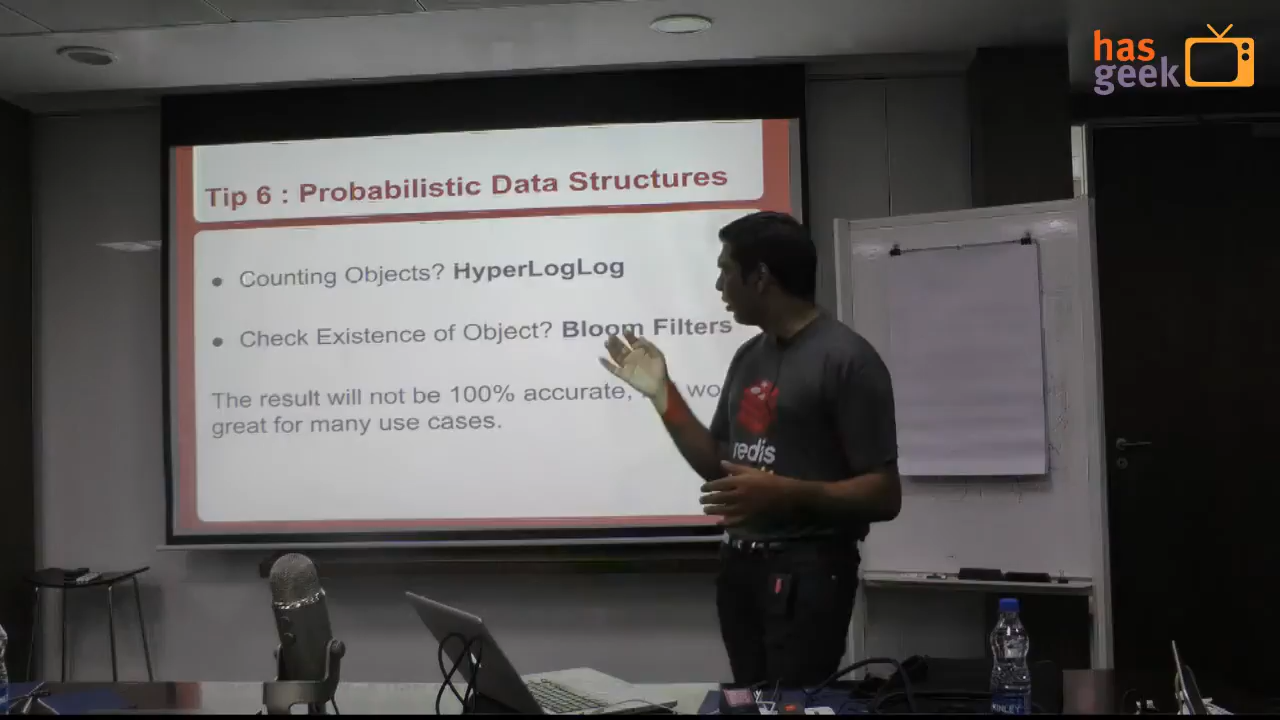 has
geek
Tip 6 : Probabilistic Data Structures
• Counting Objects? HyperLogLog
• Check Existence of Object? Bloom Filters
The result will not be 100% accurate, wo
great for many use cases.
redis